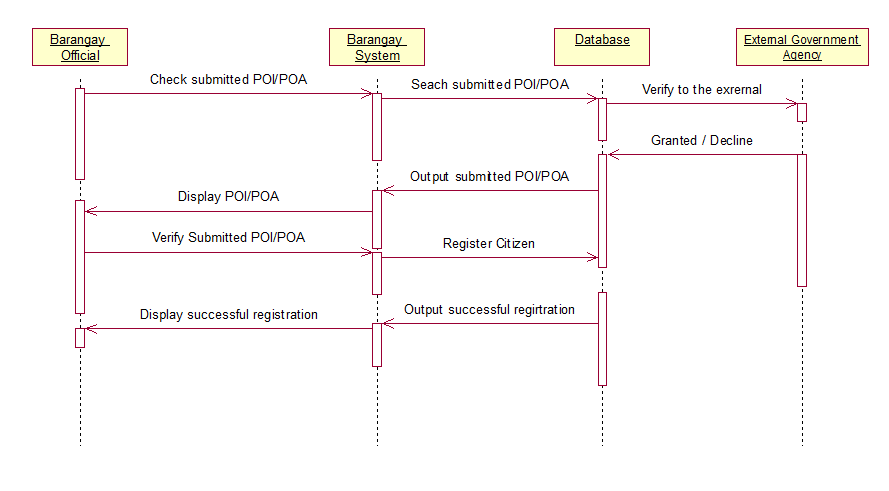 Barangay
Official
Barangay
System
Database
External Government
Agency
Check submitted POI/POA
Seach submitted POI/POA
Verify to the exrernal
Granted / Decline
Output submitted POI/POA
Display POI/POA
Verify Submitted POI/POA
Register Citizen
Output successful regirtration
Display successful registration